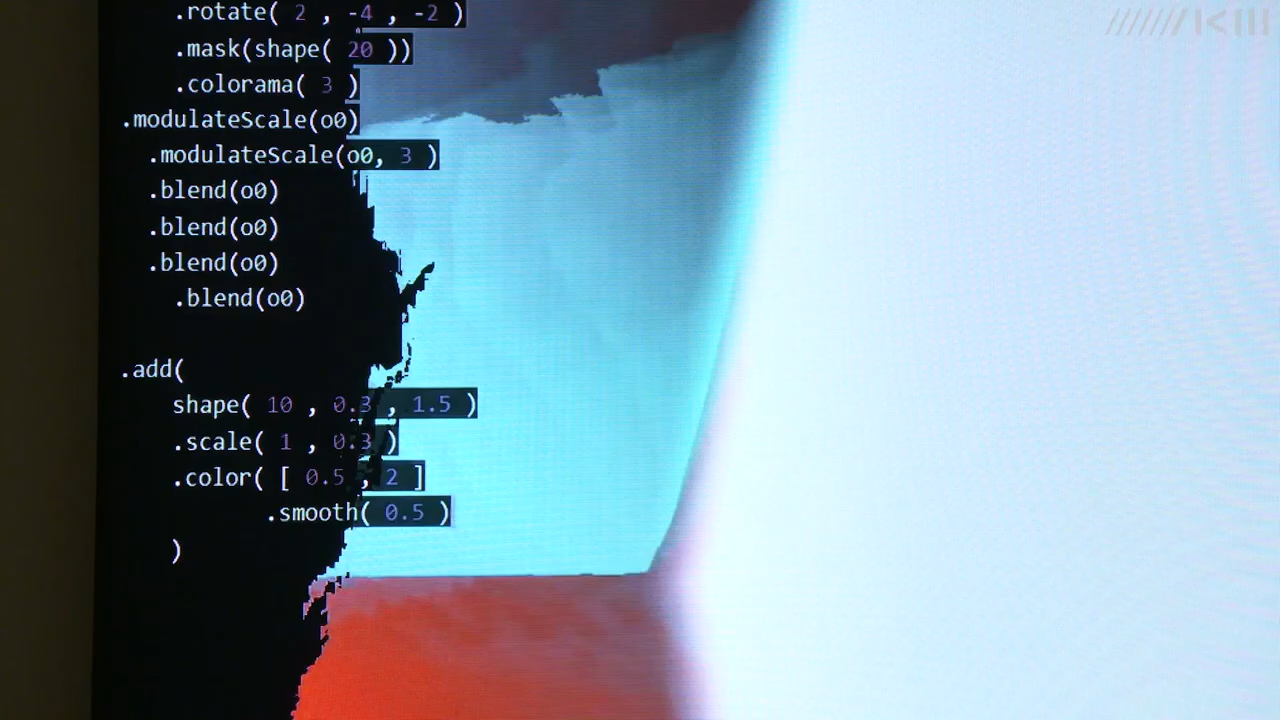 .rotate( 2 , -4 , -2 )
.mask(shape( 20 ))
.colorama( 3 )
.modulateScale(o0)
.modulateScale(o0, 3 )
.blend(o0)
.blend(o0)
.blend(o0)
.blend(o0)
.add(
shape( 10 , 0.3 , 1.5 )
.scale( 1 , 0.3 )
.color( [ 0.5 , 2 ]
.smooth( 0.5 )
)